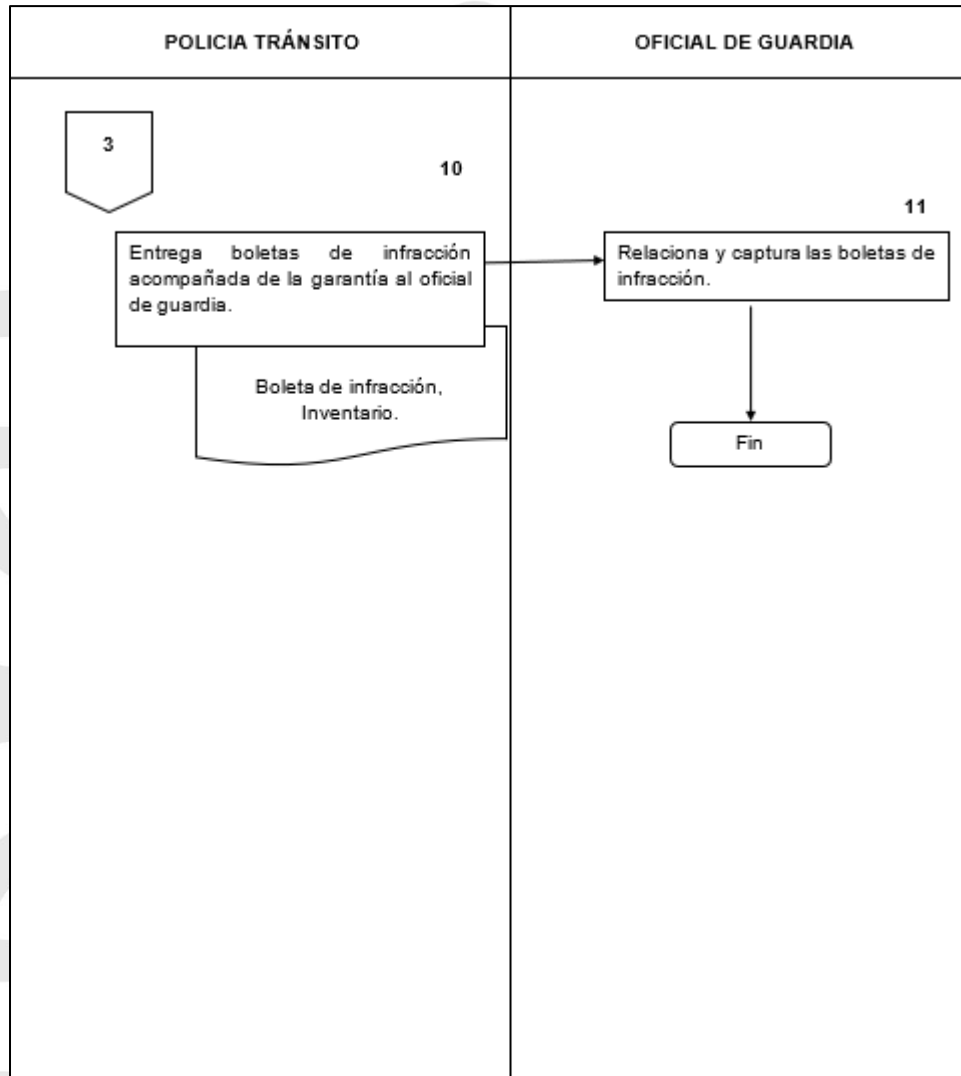 POLICIA TRÁNSITO
OFICIAL DE GUARDIA
3
10
11
Entrega boletas de infracción
acompañada de la garantía al oficial
de guardia.
Relaciona y captura las boletas de
infracción.
Boleta de infracción,
Inventario.
Fin